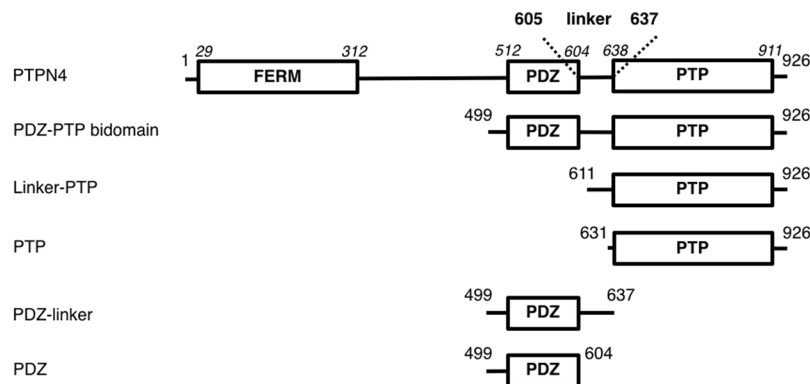 605 linker 637
1 29 312 512 604 638 911 926
PTPN4 FERM PDZ PTP
499 926
PDZ-PTP bidomain PDZ PTP
611 926
Linker-PTP PTP
631 926
PTP PTP
499 637
PDZ-linker PDZ
499 604
PDZ PDZ